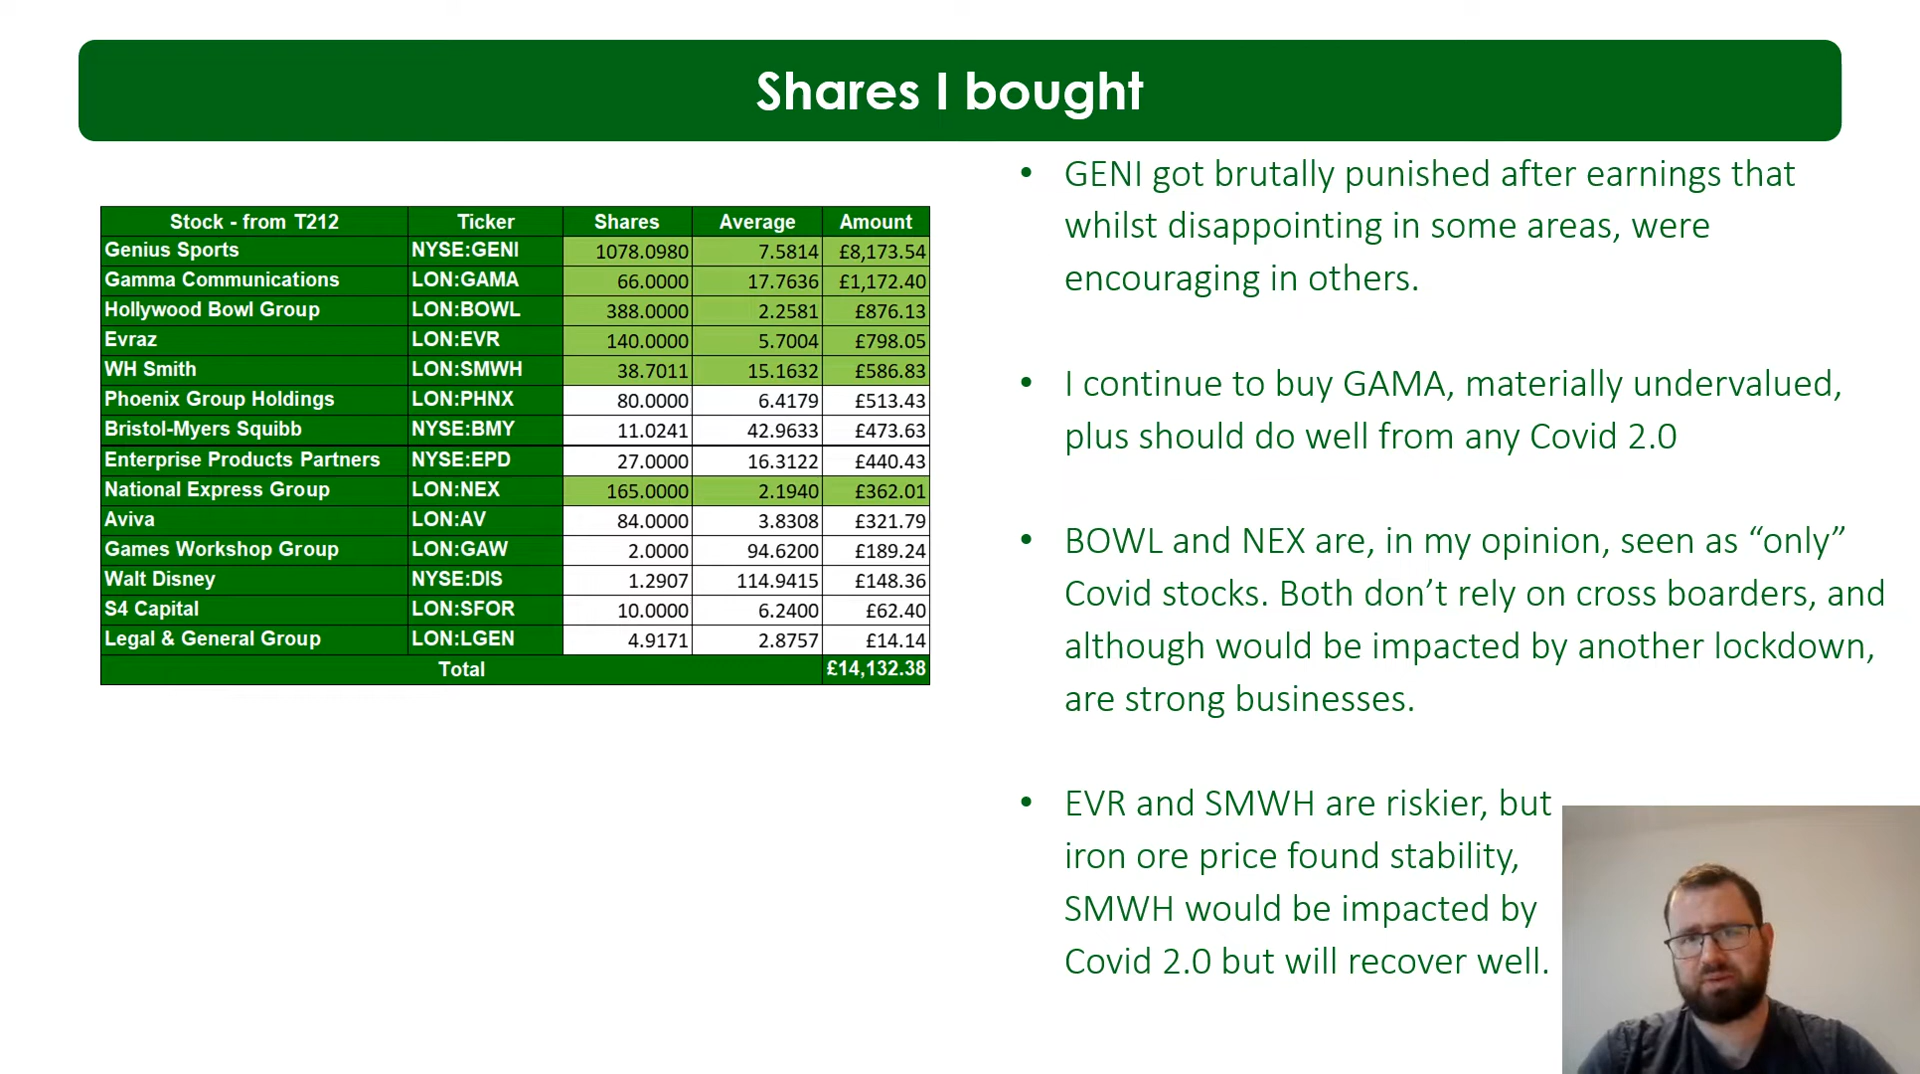 Shares I bought
Stock - from T212 Ticker Shares Average Amount
Genius Sports NYSE:GENI 1078.0980 7.5814 £8,173.54
Gamma Communications LON:GAMA 66.0000 17.7636 £1,172.40
Hollywood Bowl Group LON:BOWL 388.0000 2.2581 £876.13
Evraz LON:EVR 140.0000 5.7004 £798.05
WH Smith LON:SMWH 38.7011 15.1632 £586.83
Phoenix Group Holdings LON:PHNX 80.0000 6.4179 £513.43
Bristol-Myers Squibb NYSE:BMY 11.0241 42.9633 £473.63
Enterprise Products Partners NYSE:EPD 27.0000 16.3122 £440.43
National Express Group LON:NEX 165.0000 2.1940 £362.01
Aviva LON:AV 84.0000 3.8308 £321.79
Games Workshop Group LON:GAW 2.0000 94.6200 £189.24
Walt Disney NYSE:DIS 1.2907 114.9415 £148.36
S4 Capital LON:SFOR 10.0000 6.2400 £62.40
Legal & General Group LON:LGEN 4.9171 2.8757 £14.14
Total £14,132.38
• GENI got brutally punished after earnings that
whilst disappointing in some areas, were
encouraging in others.
• I continue to buy GAMA, materially undervalued,
plus should do well from any Covid 2.0
• BOWL and NEX are, in my opinion, seen as “only”
Covid stocks. Both don’t rely on cross boarders, and
although would be impacted by another lockdown,
are strong businesses.
• EVR and SMWH are riskier, but
iron ore price found stability,
SMWH would be impacted by
Covid 2.0 but will recover well.